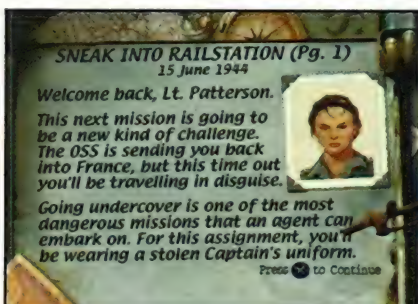 SNEAK INTO RAILSTATION (Pg. 1)
15 June 1944
Welcome back, Lt. Patterson.
This next mission is going to
be a new kind of challenge.
The OSS is sending you back
into France, but this time out
you'll be travelling in disguise.
Going undercover is one of the most
dangerous missions that an agent can
embark on. For this assignment, you'll
be wearing a stolen Captain's uniform.
Press X to Continue